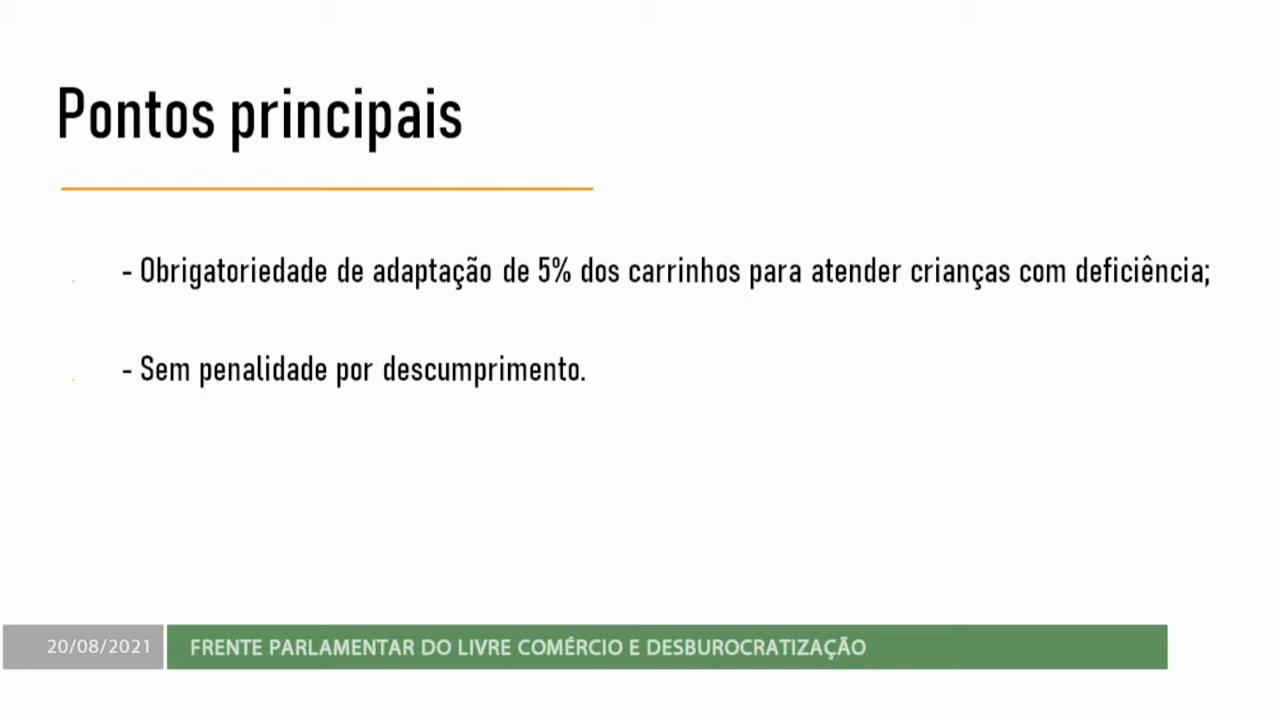 Pontos principais
- Obrigatoriedade de adaptação de 5% dos carrinhos para atender crianças com deficiência;
- Sem penalidade por descumprimento.
20/08/2021 FRENTE PARLAMENTAR DO LIVRE COMÉRCIO E DESBUROCRATIZAÇÃO